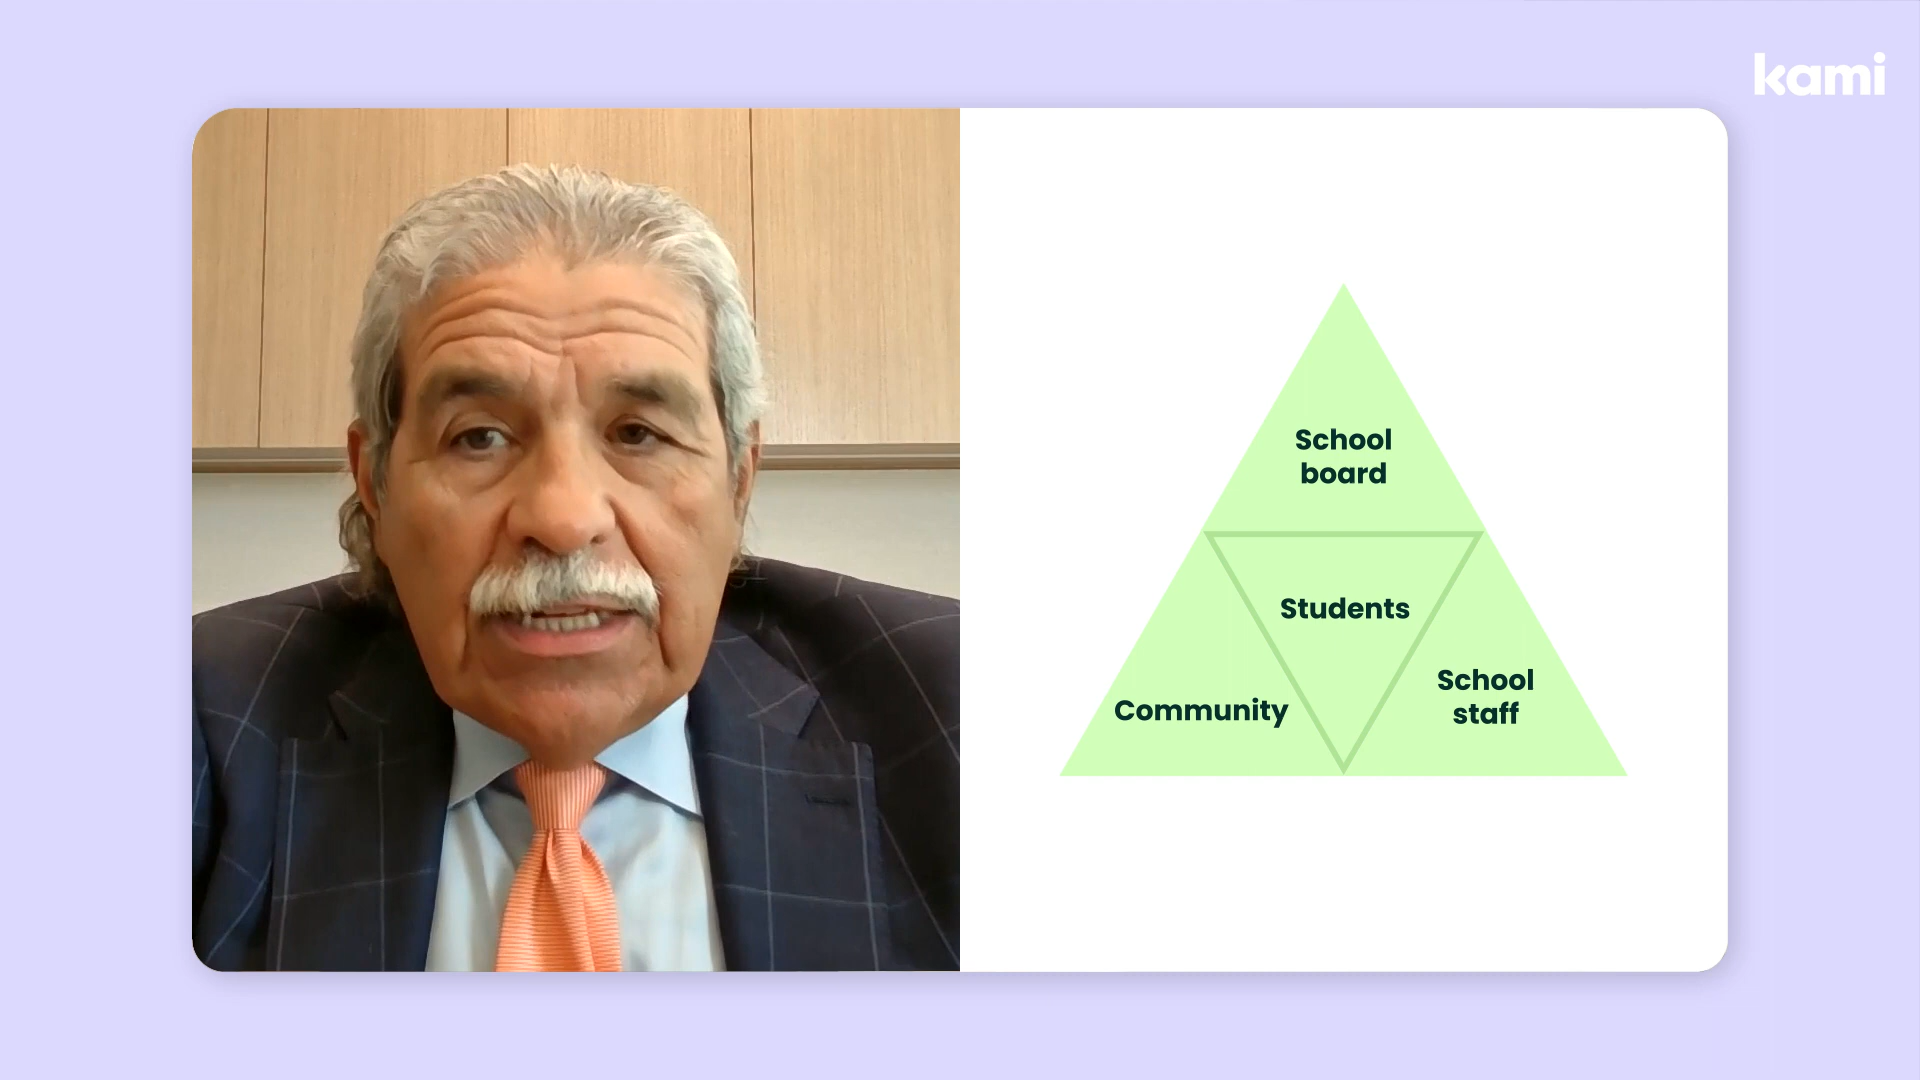 kami
School
board
Students
School
staff
Community